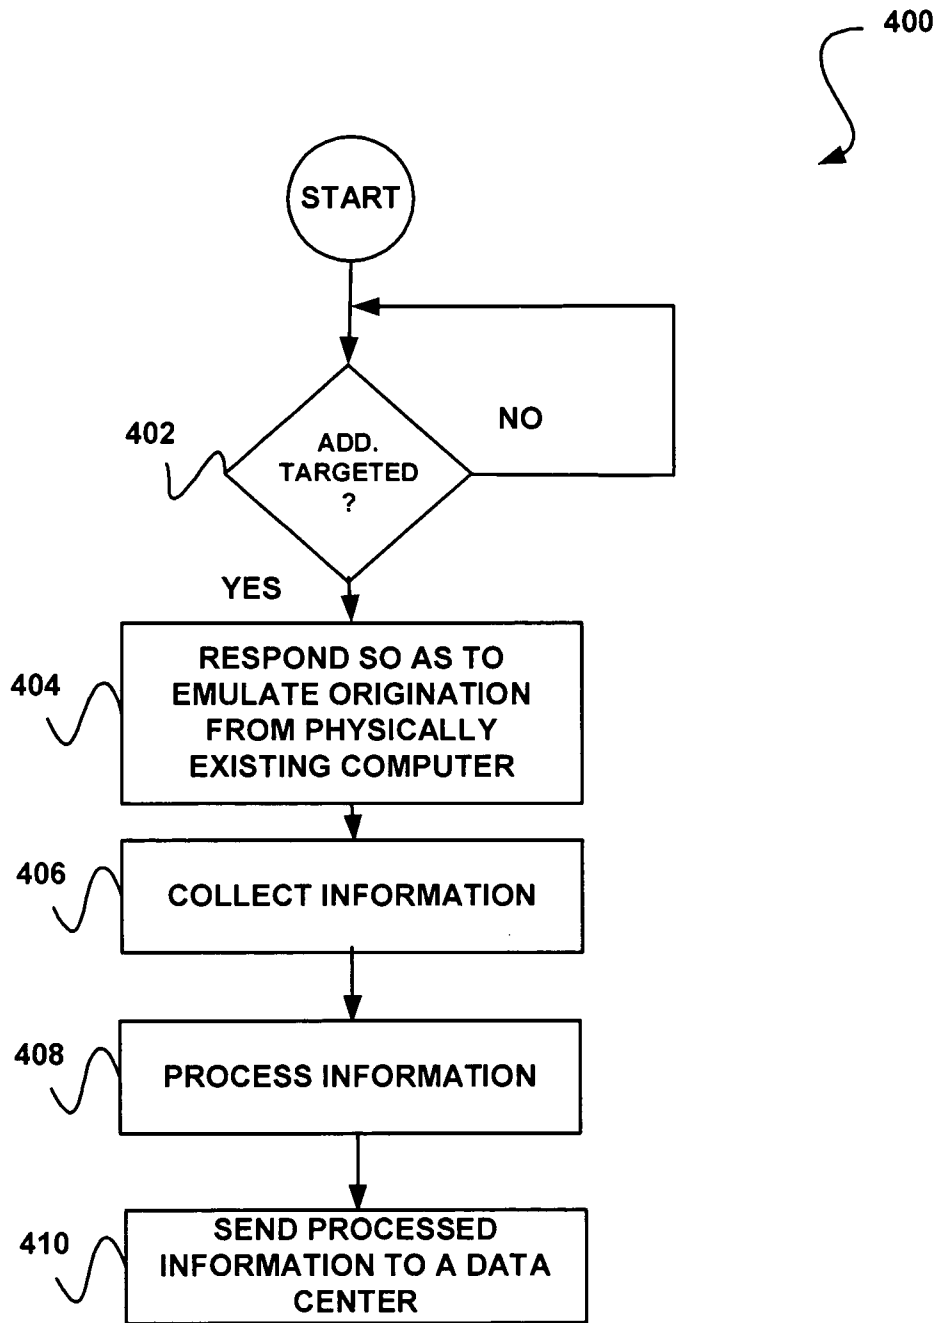 400
START
NO
402
ADD.
TARGETED
?
YES
404
RESPOND SO AS TO
EMULATE ORIGINATION
FROM PHYSICALLY
EXISTING COMPUTER
406
COLLECT INFORMATION
408
PROCESS INFORMATION
410
SEND PROCESSED
INFORMATION TO A DATA
CENTER